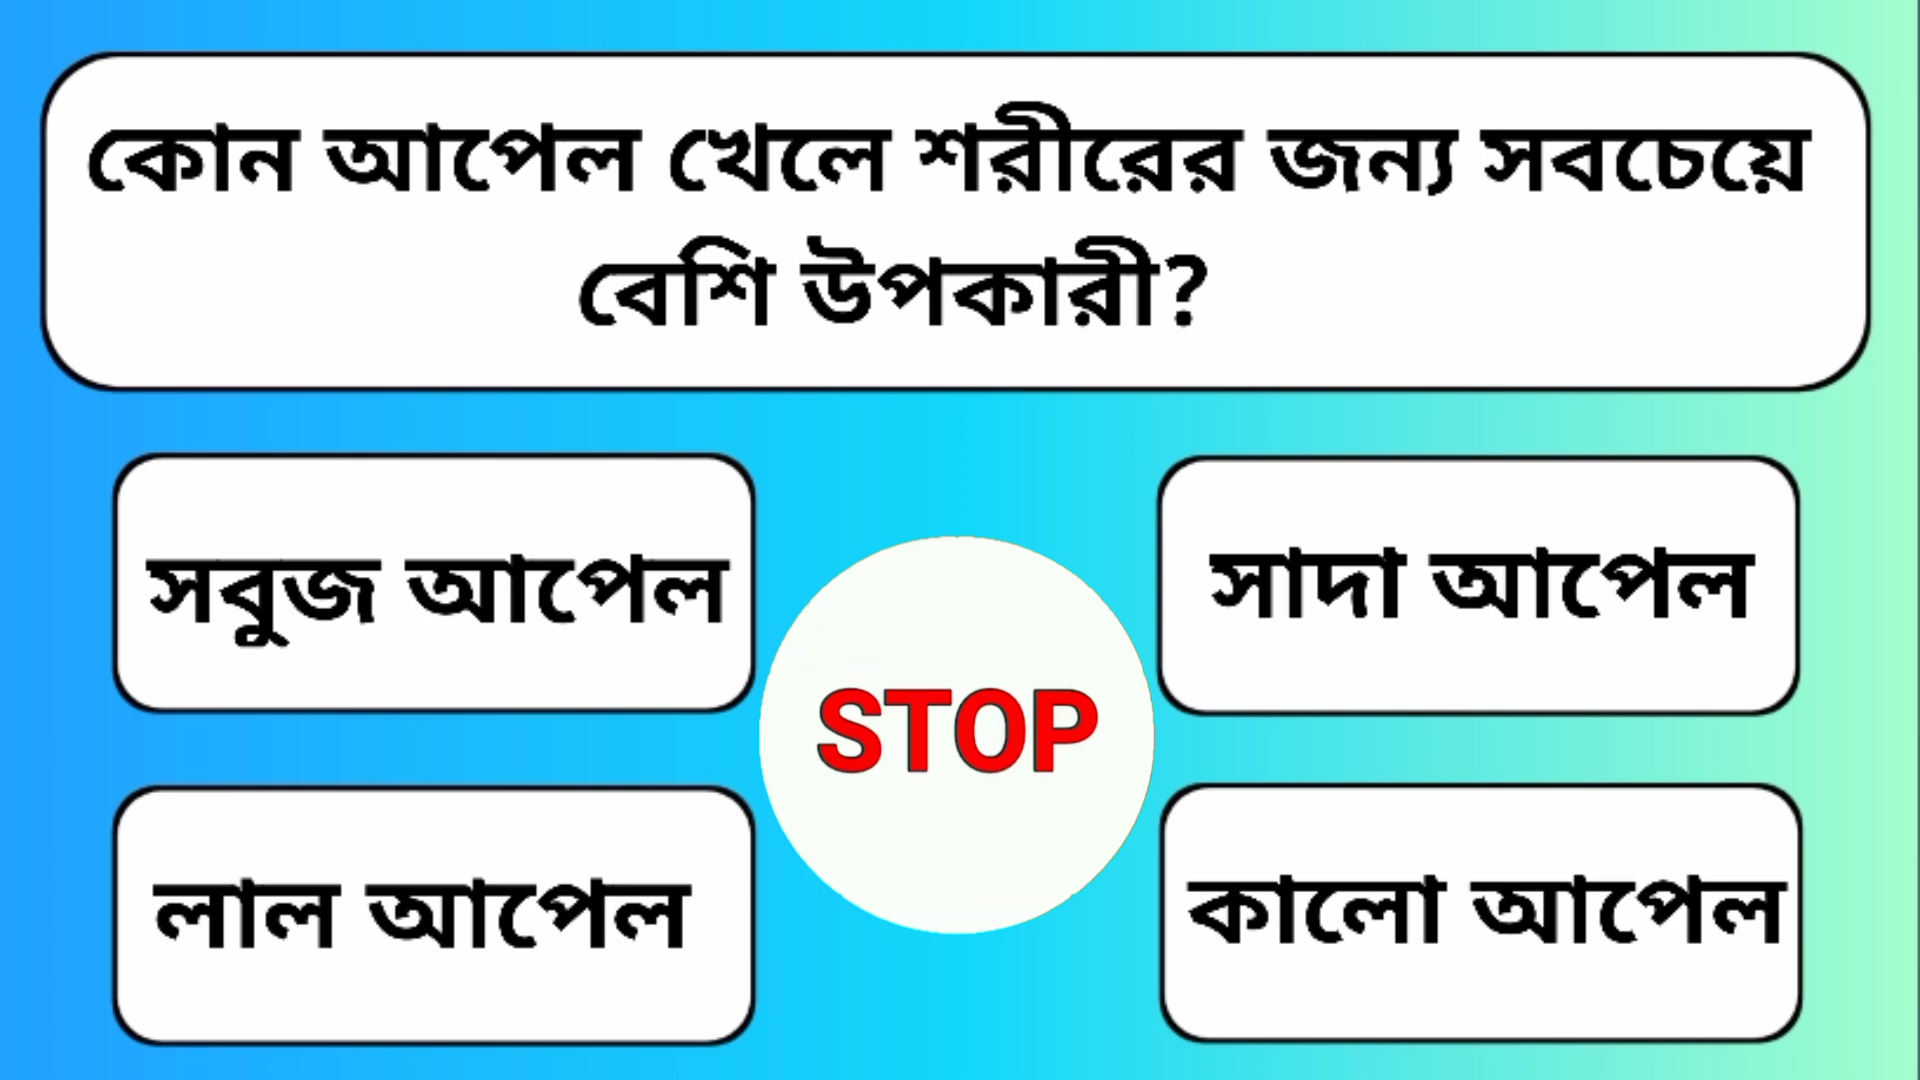 কোন আপেল খেলে শরীরের জন্য সবচেয়ে
বেশি উপকারী?
সবুজ আপেল
সাদা আপেল
STOP
লাল আপেল
কালো আপেল